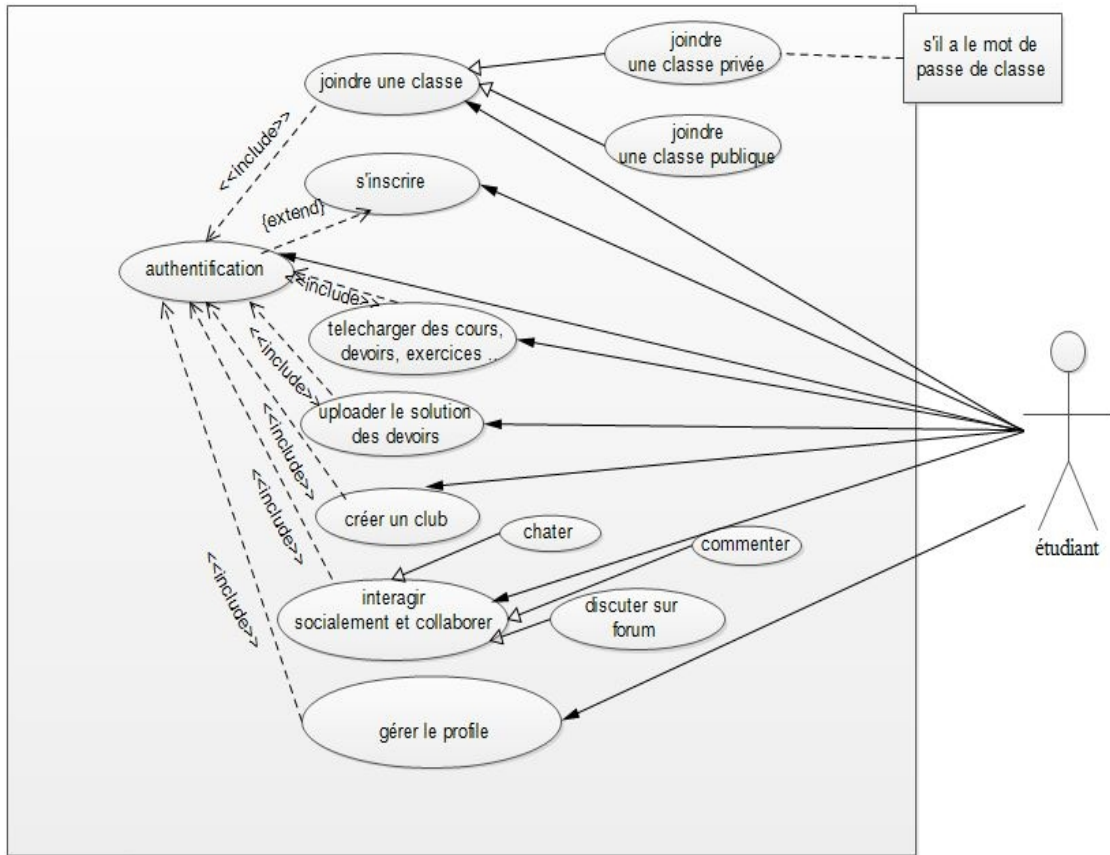 joindre
une classe privée
s'il a le mot de
passe de classe
joindre une classe
joindre
une classe publique
<<include>>
s'inscrire
{extend}
authentification
<<include>>
telecharger des cours,
devoirs, exercices ...
<<include>>
uploader le solution
des devoirs
<<include>>
créer un club
chater
commenter
<<include>>
interagir
socialement et collaborer
discuter sur
forum
<<include>>
gérer le profile
étudiant